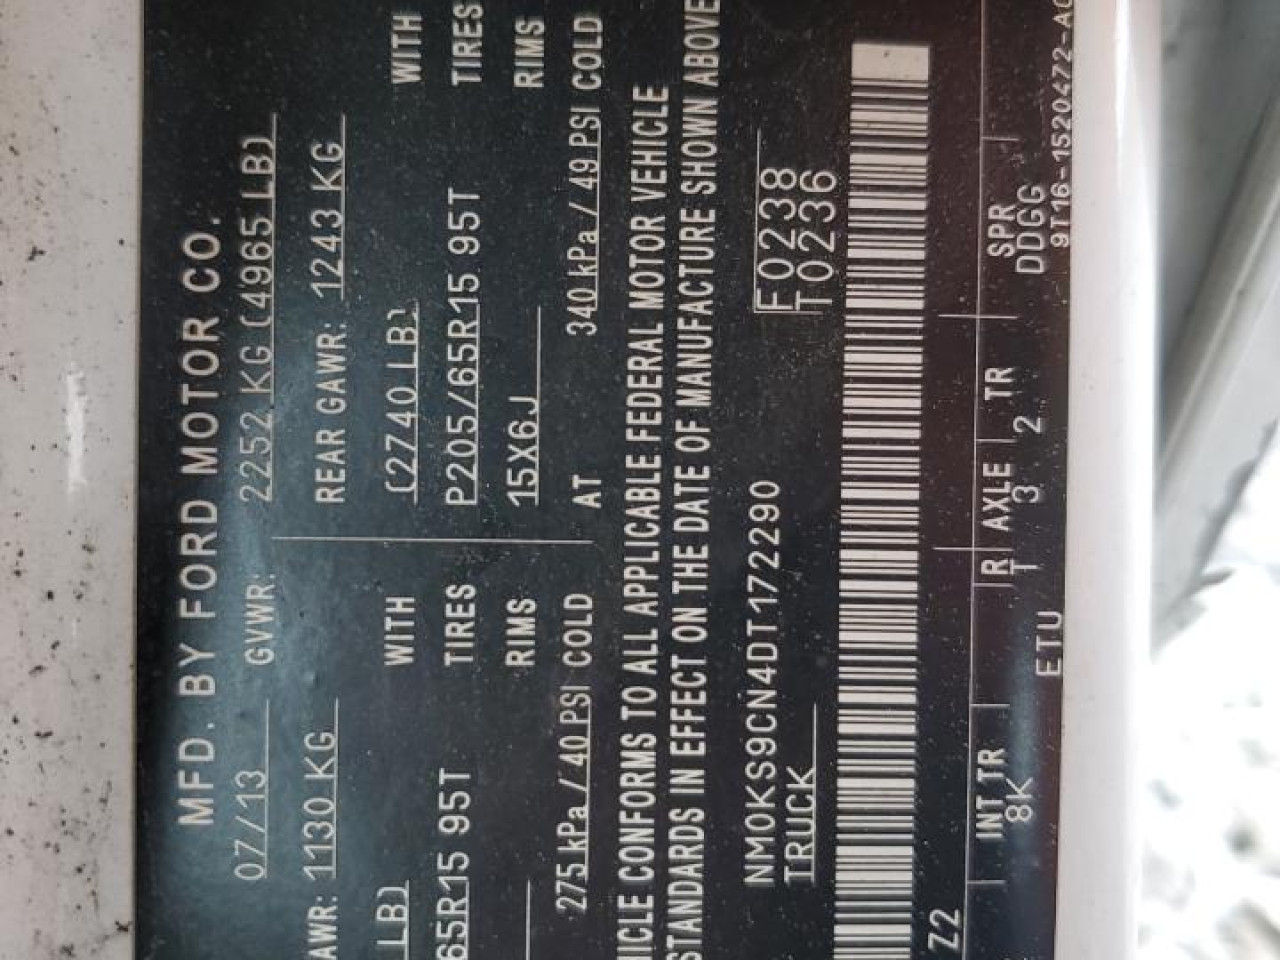 MFD. BY FORD MOTOR CO.
07/13 GVWR: 2252 KG (4965 LB)
AWR: 1130 KG REAR GAWR: 1243 KG
LB) WITH (2740 LB) WITH
65R15 95T TIRES P205/65R15 95T TIRES
RIMS 15X6J RIMS
275 kPa / 40 PSI COLD AT 340 kPa / 49 PSI COLD
HICLE CONFORMS TO ALL APPLICABLE FEDERAL MOTOR VEHICLE
STANDARDS IN EFFECT ON THE DATE OF MANUFACTURE SHOWN ABOVE
NM0KS9CN4DT172290 F0238
TRUCK T0236
Z2
INT TR R AXLE TR SPR
8K T 3 2 DDGG
ETU 9T16-1520472-AC